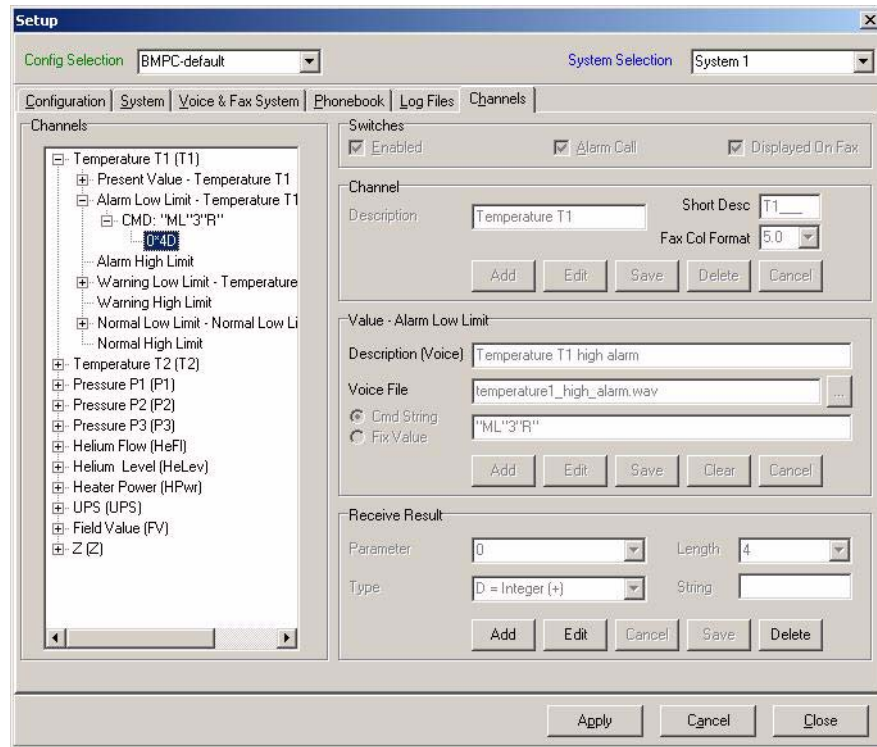 Setup
Config Selection BMPC-default System Selection System 1
Configuration System Voice & Fax System Phonebook Log Files Channels
Channels
Temperature T1 (T1)
Present Value - Temperature T1
Alarm Low Limit - Temperature T1
CMD: "ML"3"R"
0*4D
Alarm High Limit
Warning Low Limit - Temperature
Warning High Limit
Normal Low Limit - Normal Low Li
Normal High Limit
Temperature T2 (T2)
Pressure P1 (P1)
Pressure P2 (P2)
Pressure P3 (P3)
Helium Flow (HeFl)
Helium Level (HeLev)
Heater Power (HPwr)
UPS (UPS)
Field Value (FV)
Z (Z)
Switches
Enabled Alarm Call Displayed On Fax
Channel
Description Temperature T1 Short Desc T1___
Fax Col Format 5.0
Add Edit Save Delete Cancel
Value - Alarm Low Limit
Description (Voice) Temperature T1 high alarm
Voice File temperature1_high_alarm.wav ...
Cmd String "ML"3"R"
Fix Value
Add Edit Save Clear Cancel
Receive Result
Parameter 0 Length 4
Type D = Integer (+) String
Add Edit Cancel Save Delete
Apply Cancel Close